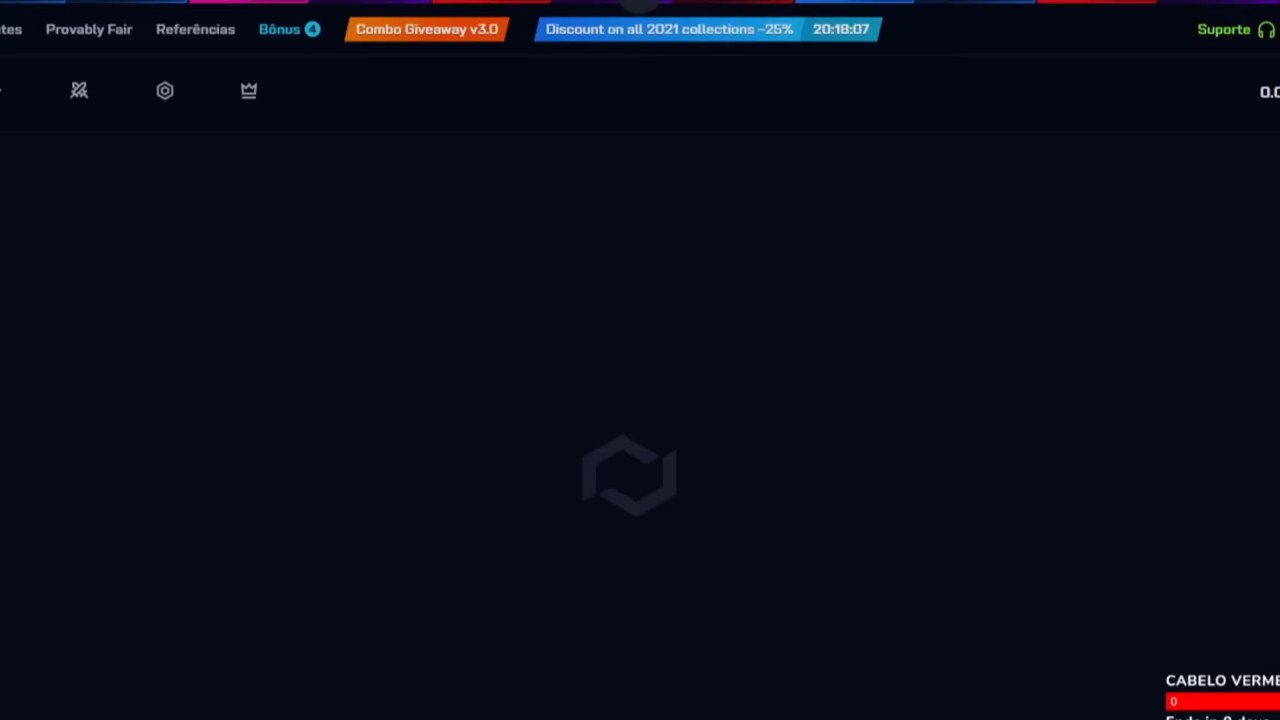 Provably Fair Referências Bônus 4 Combo Giveaway v3.0 Discount on all 2021 collections -25% 20:18:07 Suporte
CABELO
0